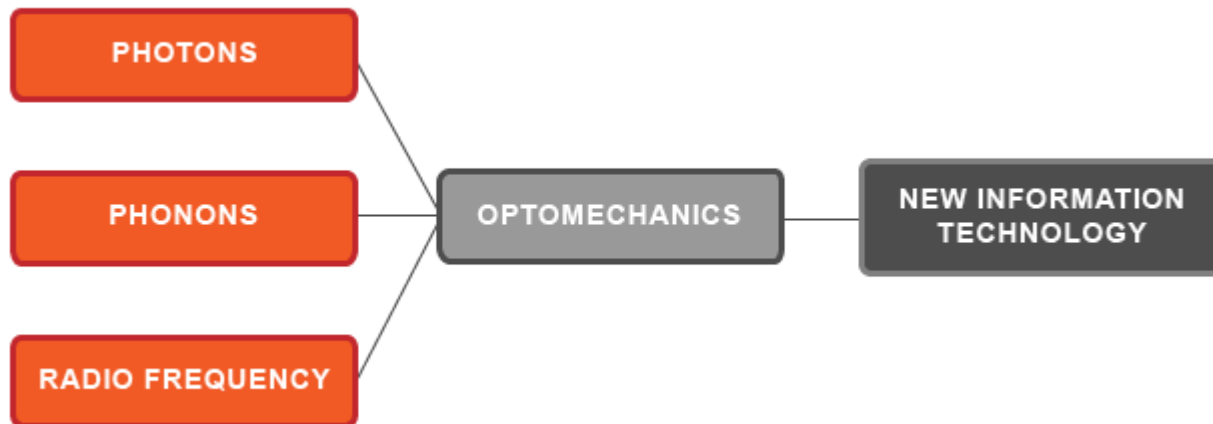 PHOTONS
PHONONS
OPTOMECHANICS
NEW INFORMATION
TECHNOLOGY
RADIO FREQUENCY